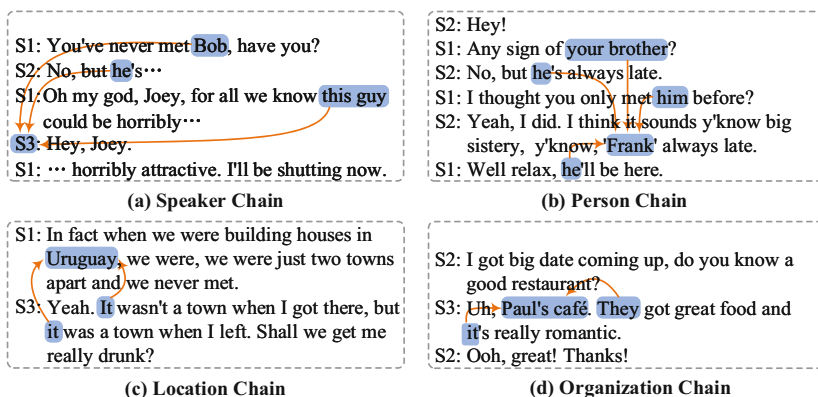 S1: You've never met Bob, have you?
S2: No, but he's···
S1:Oh my god, Joey, for all we know this guy
could be horribly···
S3: Hey, Joey.
S1: ··· horribly attractive. I'll be shutting now.
(a) Speaker Chain
S2: Hey!
S1: Any sign of your brother?
S2: No, but he's always late.
S1: I thought you only met him before?
S2: Yeah, I did. I think it sounds y'know big
sistery, y'know, 'Frank' always late.
S1: Well relax, he'll be here.
(b) Person Chain
S1: In fact when we were building houses in
Uruguay, we were, we were just two towns
apart and we never met.
S3: Yeah. It wasn't a town when I got there, but
it was a town when I left. Shall we get me
really drunk?
(c) Location Chain
S2: I got big date coming up, do you know a
good restaurant?
S3: Uh, Paul's café. They got great food and
it's really romantic.
S2: Ooh, great! Thanks!
(d) Organization Chain